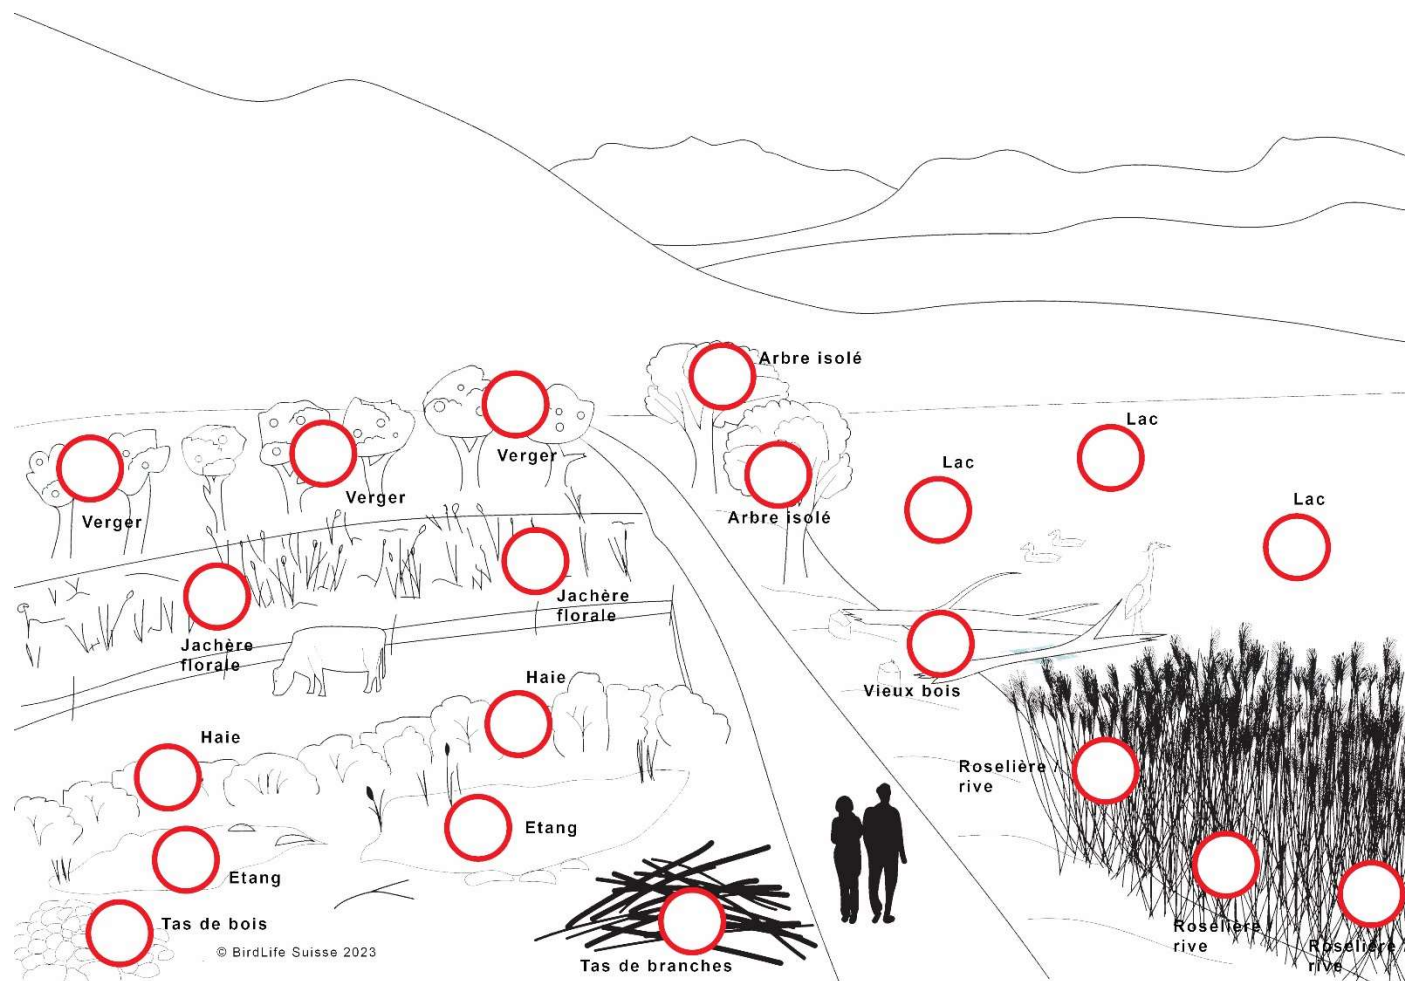 Arbre isolé
Lac
Verger
Lac
Verger
Lac
Arbre isolé
Verger
Jachère
florale
Jachère
florale
Haie
Vieux bois
Haie
Roselière /
rive
Etang
Etang
Tas de bois
Roselière /
rive
Roselière /
rive
© BirdLife Suisse 2023
Tas de branches